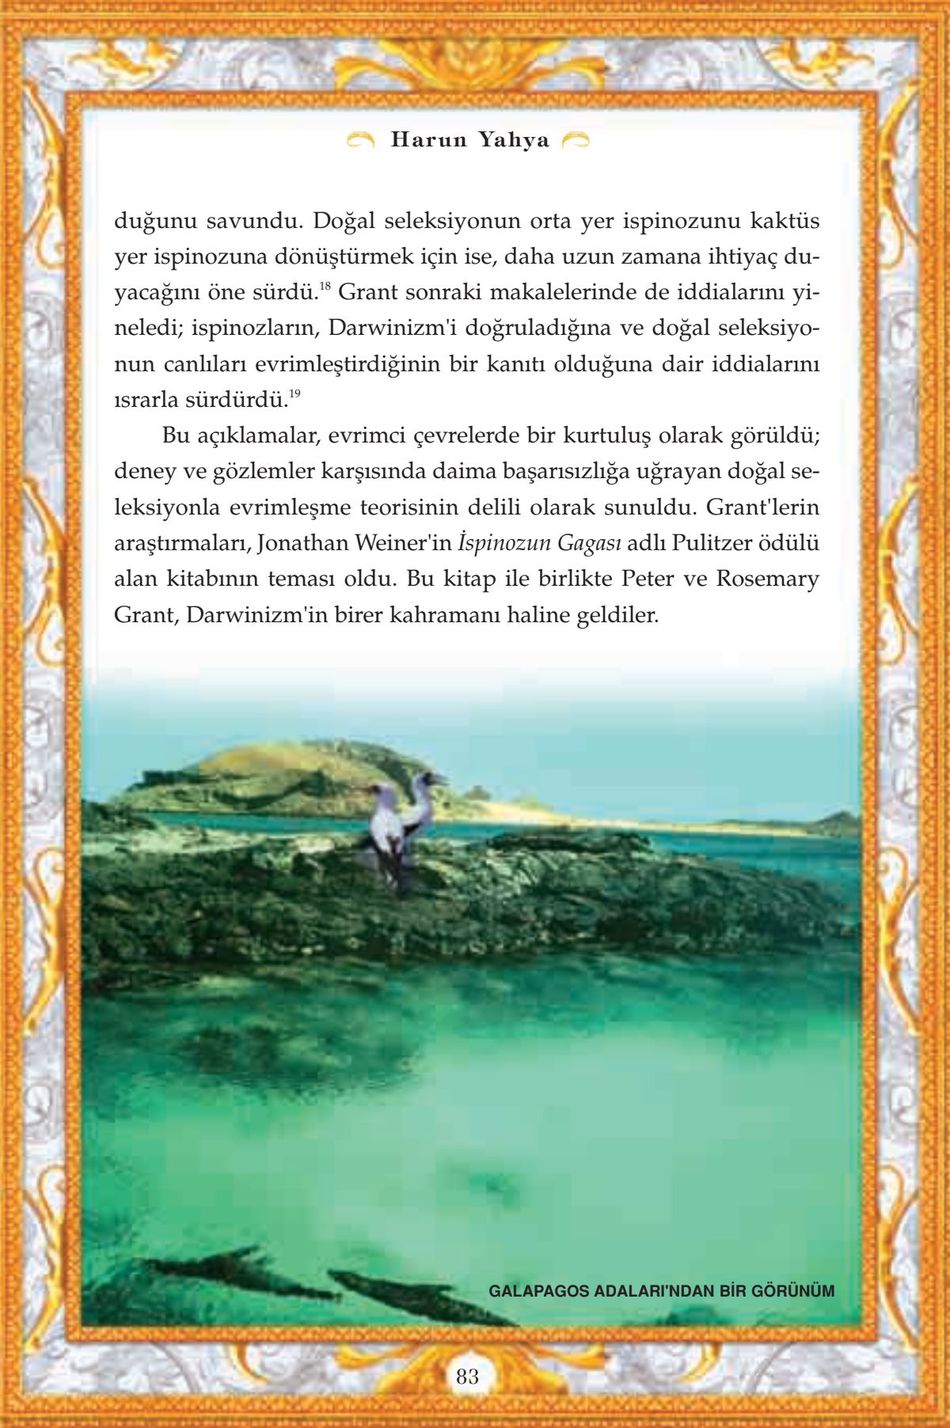 Harun Yahya
duğunu savundu. Doğal seleksiyonun orta yer ispinozunu kaktüs
yer ispinozuna dönüştürmek için ise, daha uzun zamana ihtiyaç du-
yacağını öne sürdü.18 Grant sonraki makalelerinde de iddialarını yi-
neledi; ispinozların, Darwinizm'i doğruladığına ve doğal seleksiyo-
nun canlıları evrimleştirdiğinin bir kanıtı olduğuna dair iddialarını
ısrarla sürdürdü.19
Bu açıklamalar, evrimci çevrelerde bir kurtuluş olarak görüldü;
deney ve gözlemler karşısında daima başarısızlığa uğrayan doğal se-
leksiyonla evrimleşme teorisinin delili olarak sunuldu. Grant'lerin
araştırmaları, Jonathan Weiner'in İspinozun Gagası adlı Pulitzer ödülü
alan kitabının teması oldu. Bu kitap ile birlikte Peter ve Rosemary
Grant, Darwinizm'in birer kahramanı haline geldiler.
GALAPAGOS ADALARI'NDAN BİR GÖRÜNÜM
83